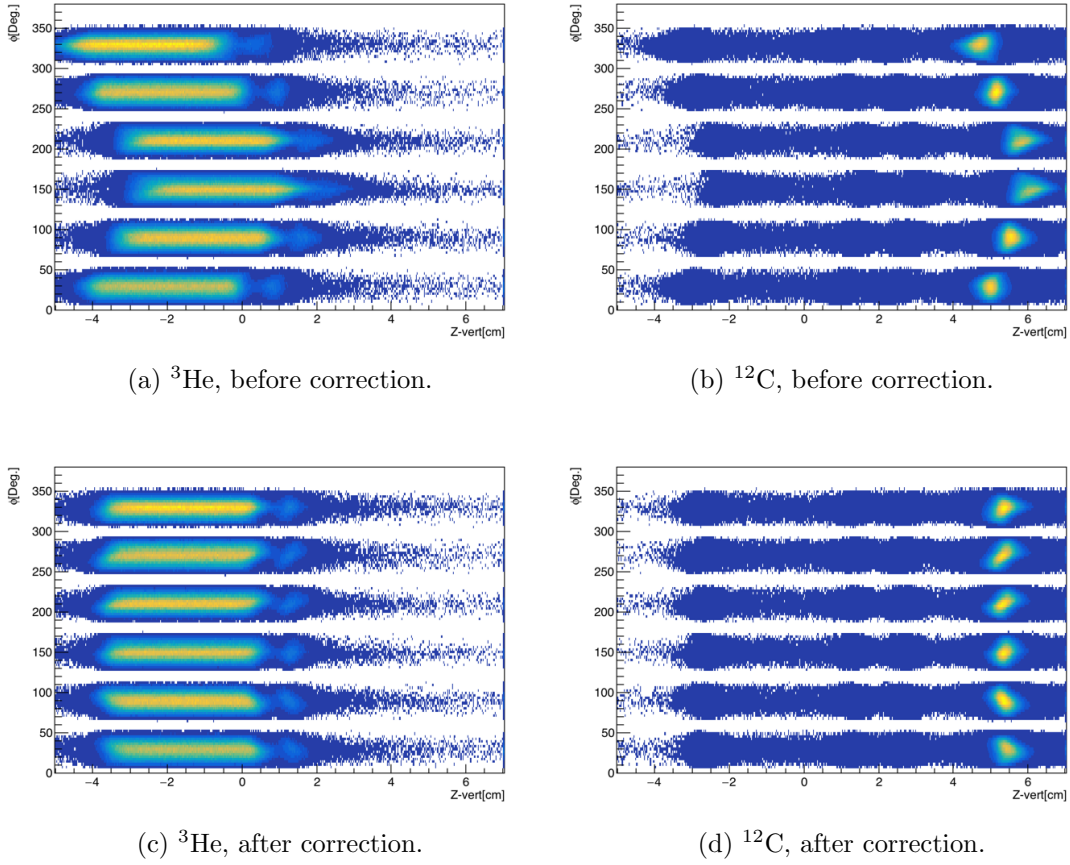 ϕ[Deg.]
350
300
250
200
150
100
50
0
−4 −2 0 2 4 6
Z-vert[cm]
(a) ³He, before correction.
ϕ[Deg.]
350
300
250
200
150
100
50
0
−4 −2 0 2 4 6
Z-vert[cm]
(b) ¹²C, before correction.
ϕ[Deg.]
350
300
250
200
150
100
50
0
−4 −2 0 2 4 6
Z-vert[cm]
(c) ³He, after correction.
ϕ[Deg.]
350
300
250
200
150
100
50
0
−4 −2 0 2 4 6
Z-vert[cm]
(d) ¹²C, after correction.